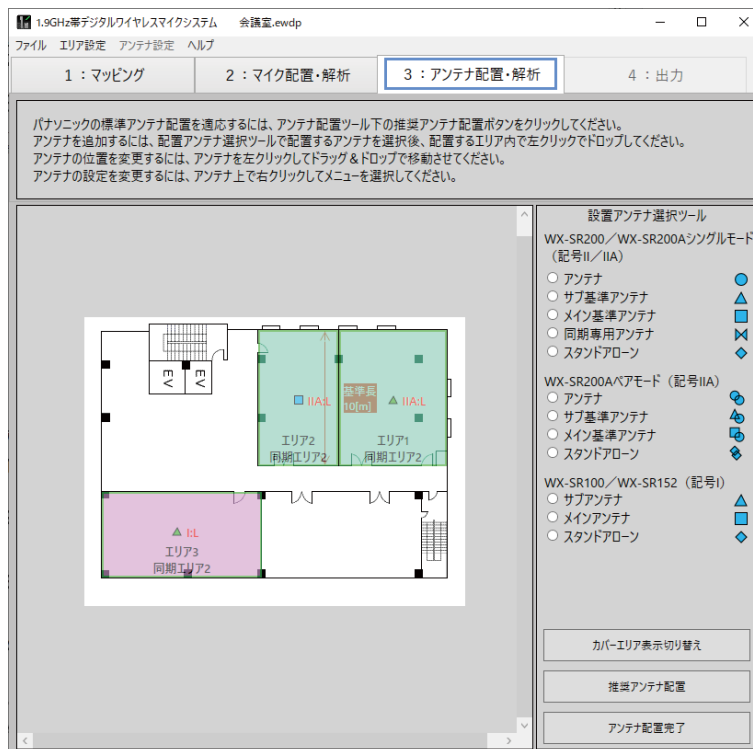 1.9GHz帯デジタルワイヤレスマイクシステム 会議室.ewdp
ファイル エリア設定 アンテナ設定 ヘルプ
1：マッピング
2：マイク配置・解析
3：アンテナ配置・解析
4：出力
パナソニックの標準アンテナ配置を適応するには、アンテナ配置ツール下の推奨アンテナ配置ボタンをクリックしてください。
アンテナを追加するには、配置アンテナ選択ツールで配置するアンテナを選択後、配置するエリア内で左クリックでドロップしてください。
アンテナの位置を変更するには、アンテナを左クリックしてドラッグ＆ドロップで移動させてください。
アンテナの設定を変更するには、アンテナ上で右クリックしてメニューを選択してください。
EV
EV
IIA:L
基準長
10[m]
IIA:L
エリア2
同期エリア2
エリア1
同期エリア2
I:L
エリア3
同期エリア2
設置アンテナ選択ツール
WX-SR200／WX-SR200Aシングルモード
（記号II／IIA）
アンテナ
サブ基準アンテナ
メイン基準アンテナ
同期専用アンテナ
スタンドアローン
WX-SR200Aペアモード（記号IIA）
アンテナ
サブ基準アンテナ
メイン基準アンテナ
スタンドアローン
WX-SR100／WX-SR152（記号I）
サブアンテナ
メインアンテナ
スタンドアローン
カバーエリア表示切り替え
推奨アンテナ配置
アンテナ配置完了